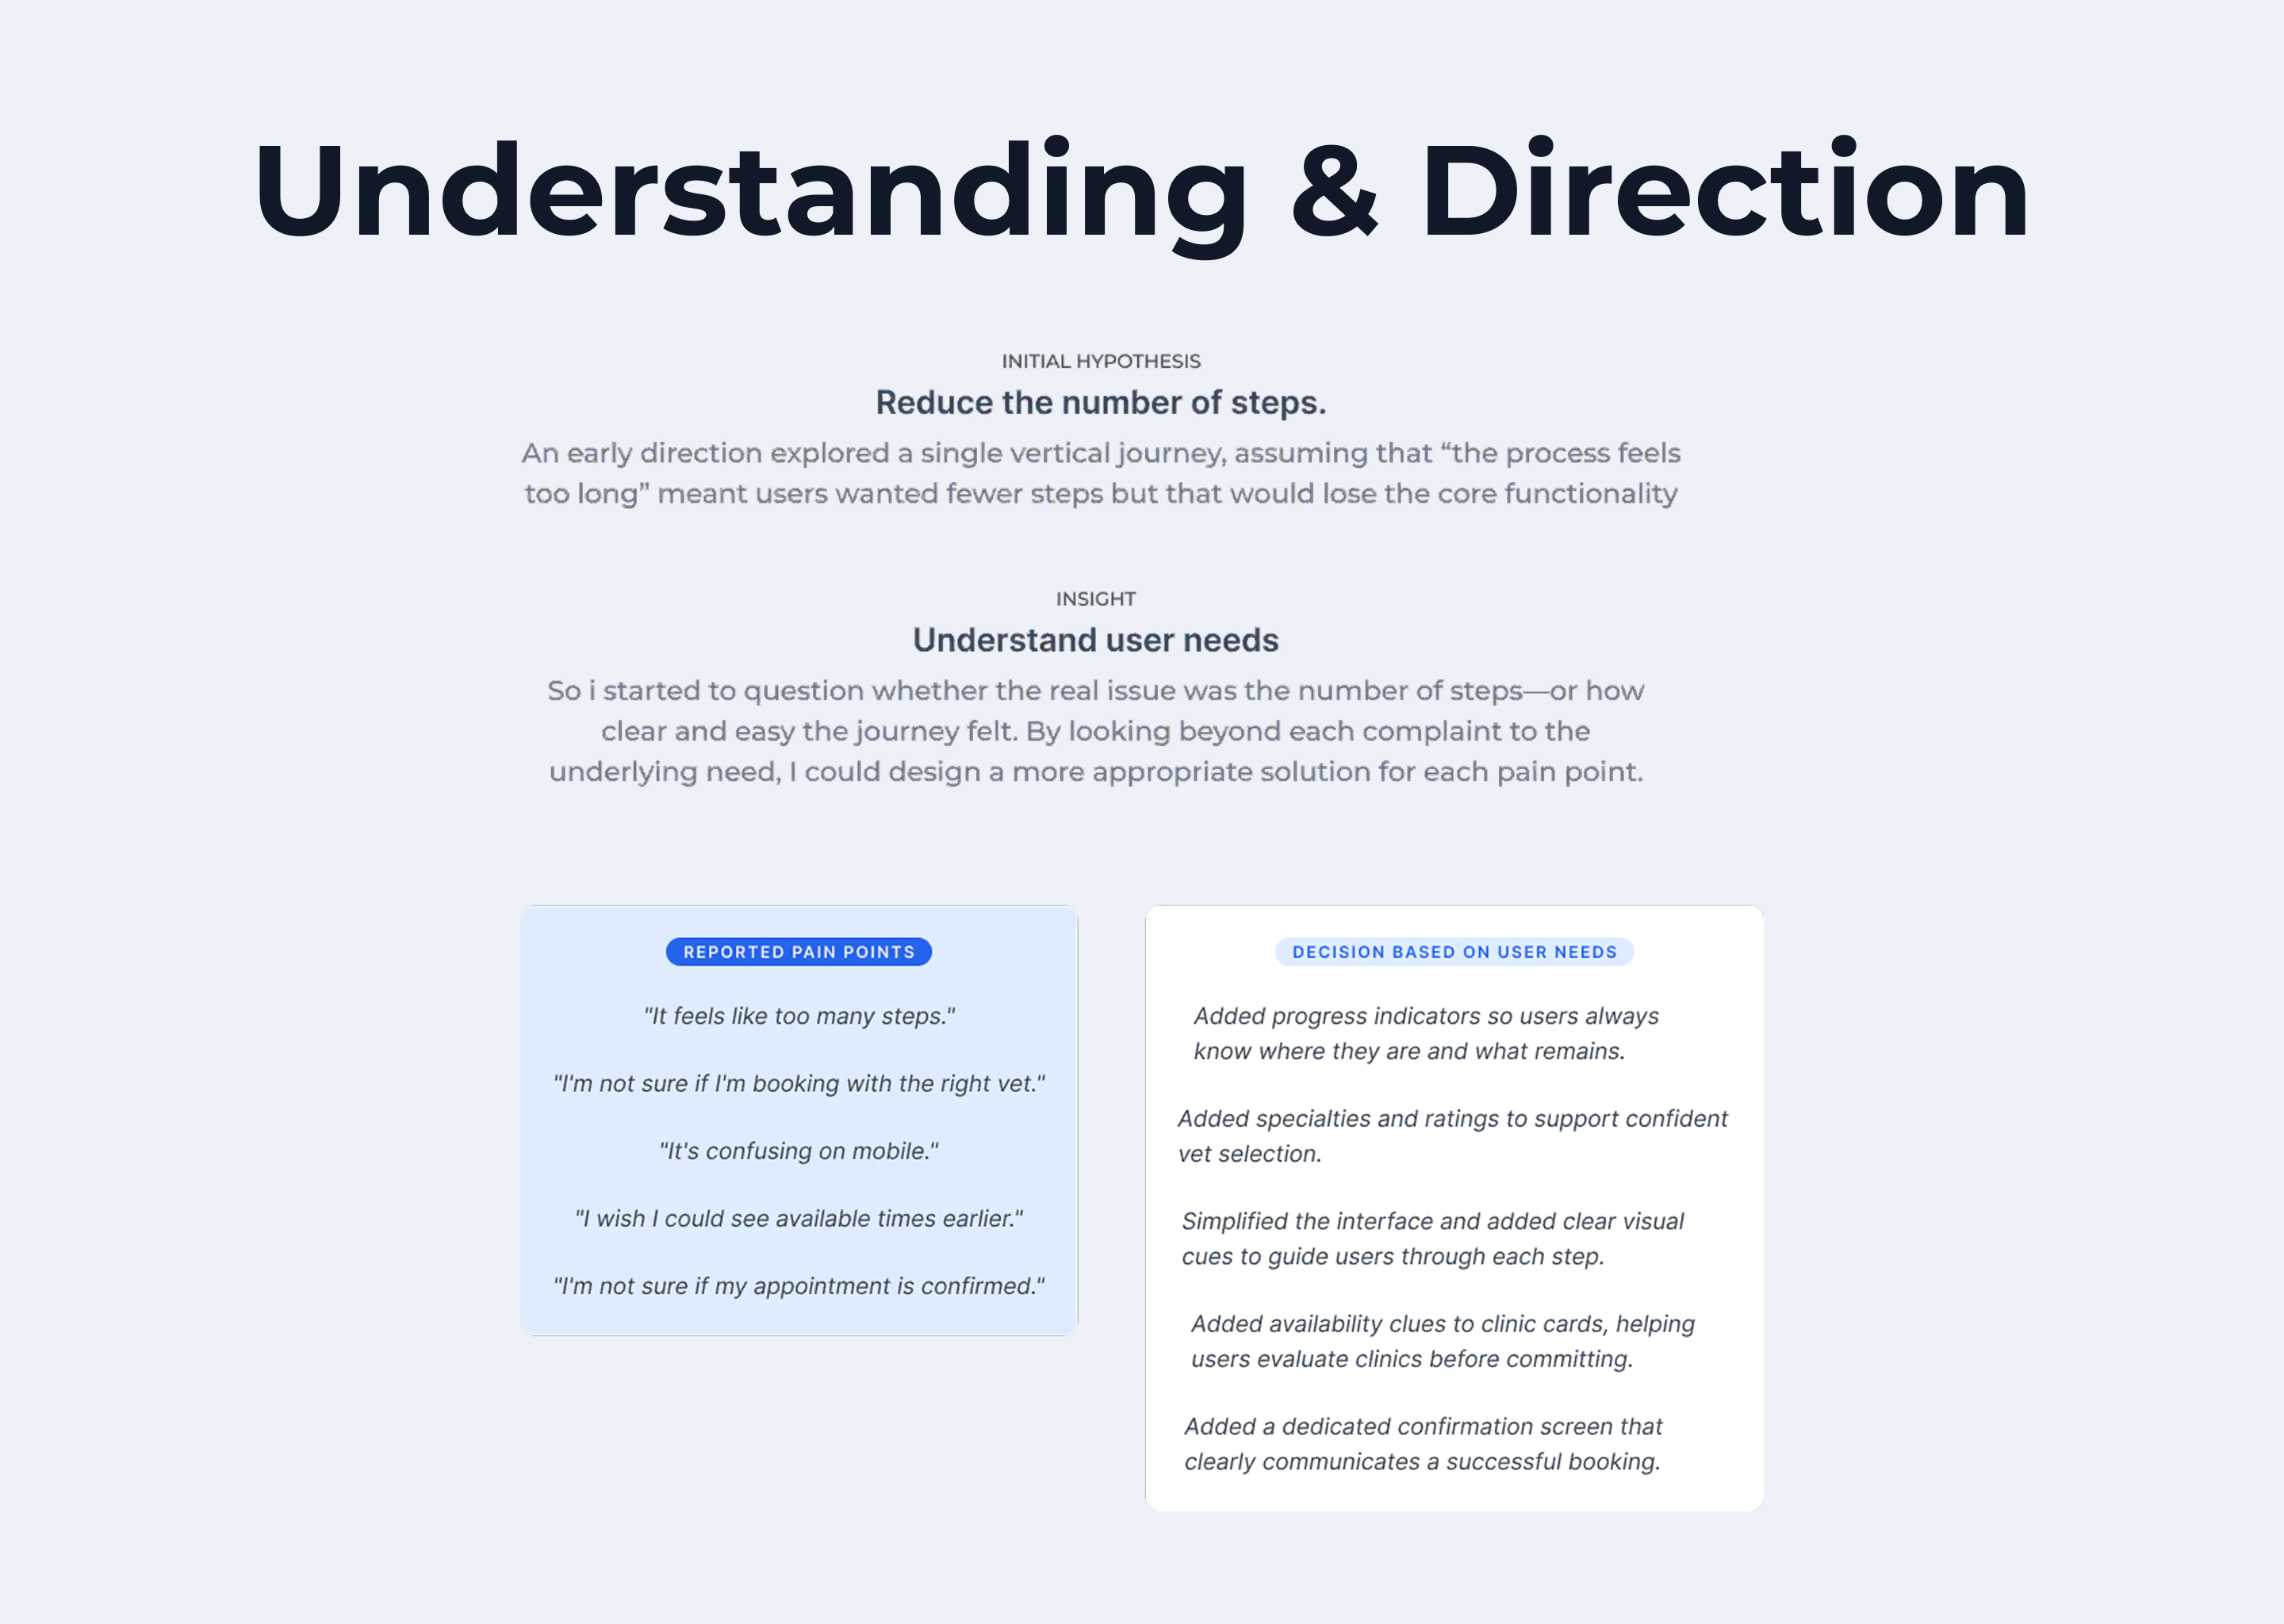 Understanding & Direction
INITIAL HYPOTHESIS
Reduce the number of steps.
An early direction explored a single vertical journey, assuming that “the process feels
too long” meant users wanted fewer steps but that would lose the core functionality
INSIGHT
Understand user needs
So i started to question whether the real issue was the number of steps—or how
clear and easy the journey felt. By looking beyond each complaint to the
underlying need, I could design a more appropriate solution for each pain point.
REPORTED PAIN POINTS
"It feels like too many steps."
"I'm not sure if I'm booking with the right vet."
"It's confusing on mobile."
"I wish I could see available times earlier."
"I'm not sure if my appointment is confirmed."
DECISION BASED ON USER NEEDS
Added progress indicators so users always
know where they are and what remains.
Added specialties and ratings to support confident
vet selection.
Simplified the interface and added clear visual
cues to guide users through each step.
Added availability clues to clinic cards, helping
users evaluate clinics before committing.
Added a dedicated confirmation screen that
clearly communicates a successful booking.